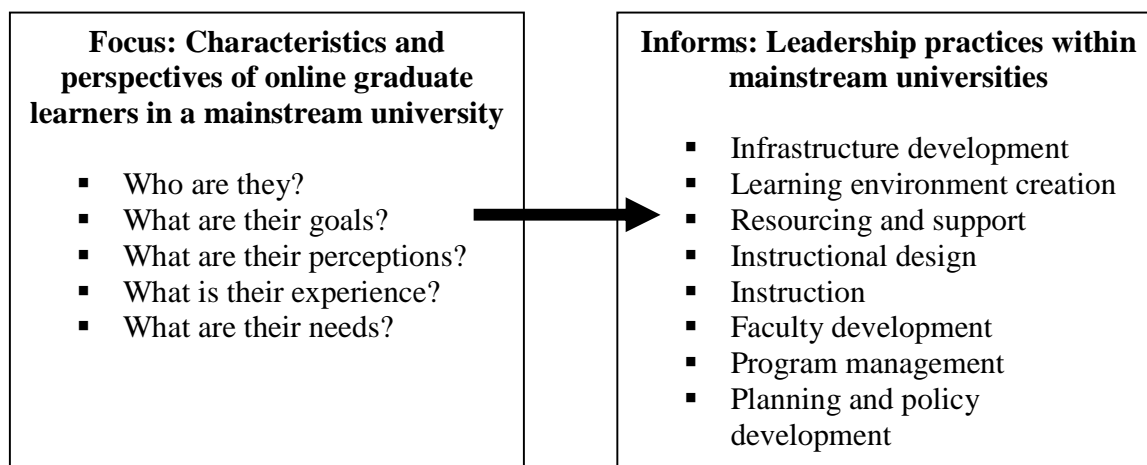 Focus: Characteristics and
perspectives of online graduate
learners in a mainstream university
▪ Who are they?
▪ What are their goals?
▪ What are their perceptions?
▪ What is their experience?
▪ What are their needs?
Informs: Leadership practices within
mainstream universities
▪ Infrastructure development
▪ Learning environment creation
▪ Resourcing and support
▪ Instructional design
▪ Instruction
▪ Faculty development
▪ Program management
▪ Planning and policy
development